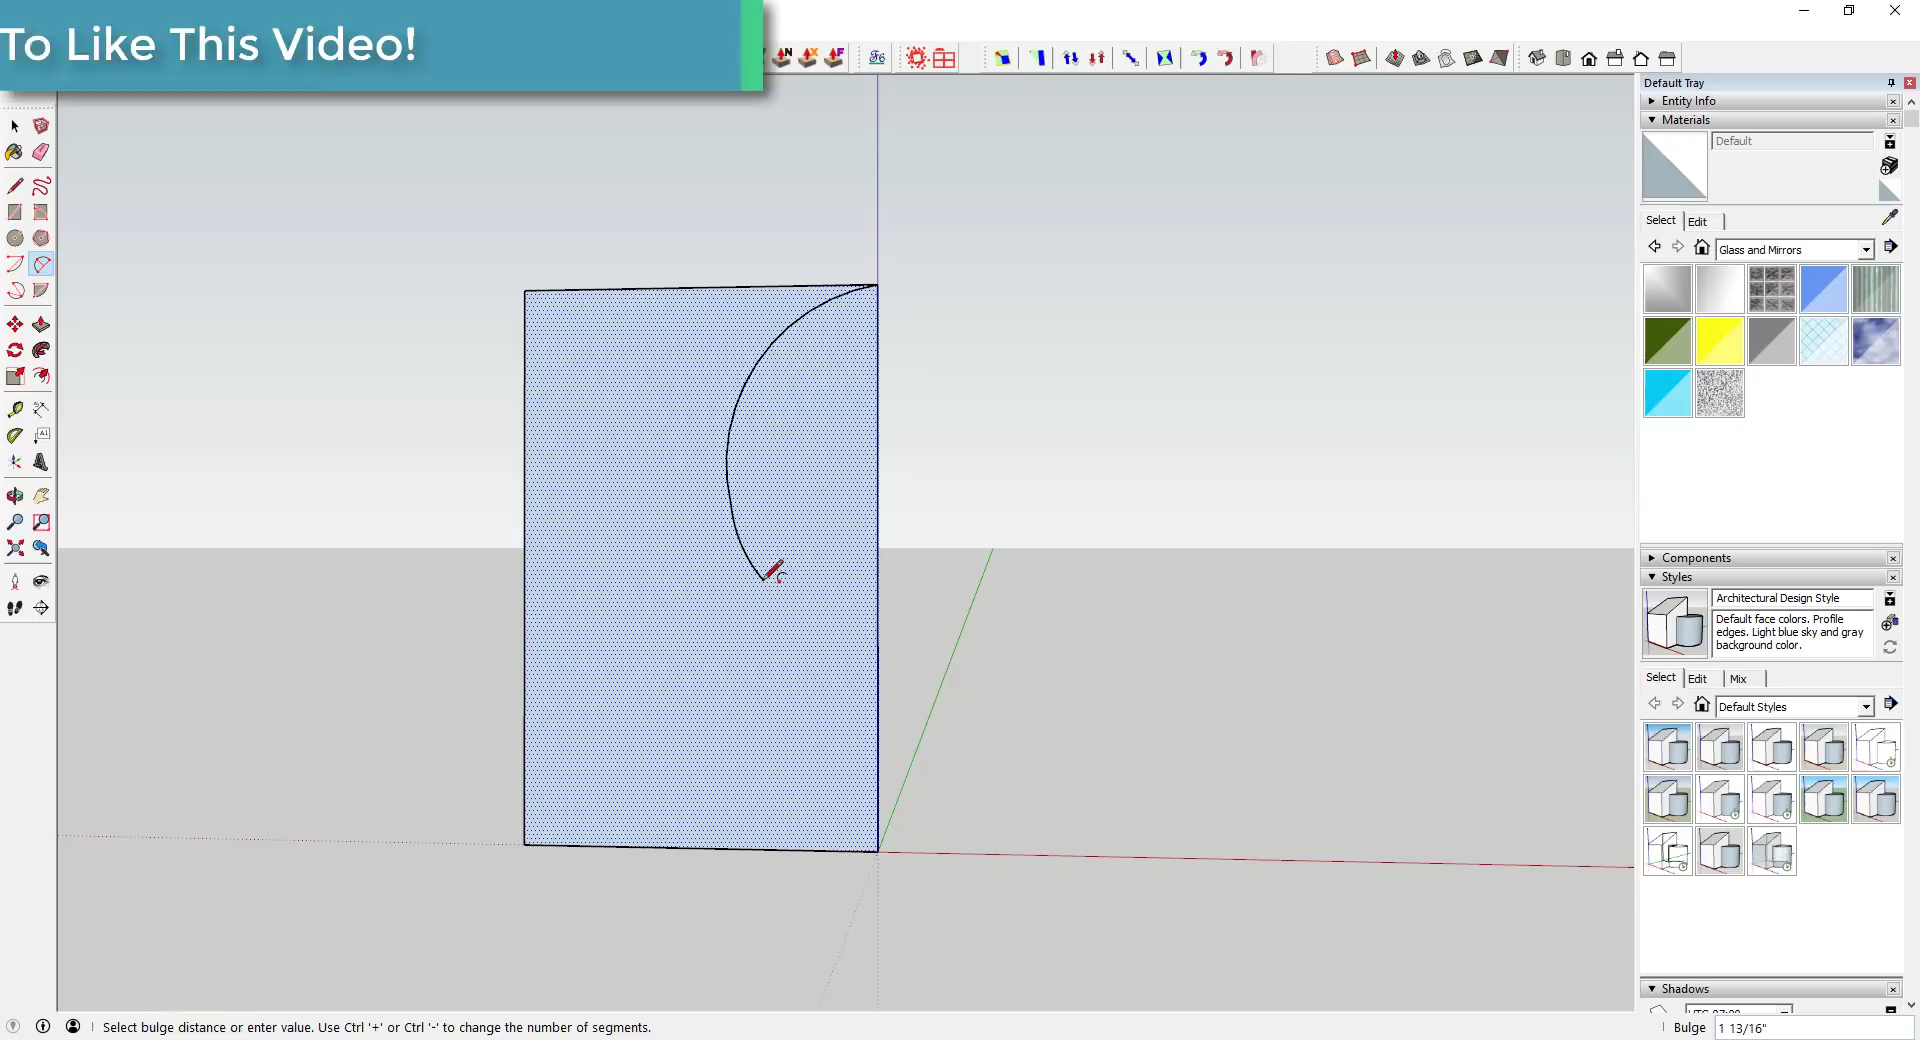 To Like This Video!
Default Tray
Entity Info
Materials
Default
Select
Edit
Glass and Mirrors
Components
Styles
Architectural Design Style
Default face colors. Profile
edges. Light blue sky and gray
background color.
Select
Edit
Mix
Default Styles
Shadows
Select bulge distance or enter value. Use Ctrl '+' or Ctrl '-' to change the number of segments.
Bulge
1 13/16"